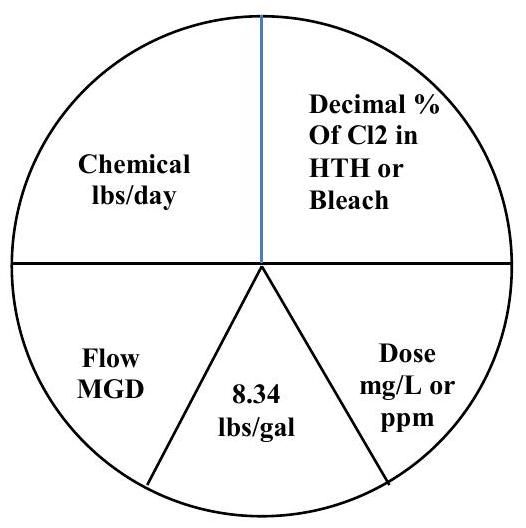 Chemical
lbs/day
Decimal %
Of Cl2 in
HTH or
Bleach
Flow
MGD
8.34
lbs/gal
Dose
mg/L or
ppm